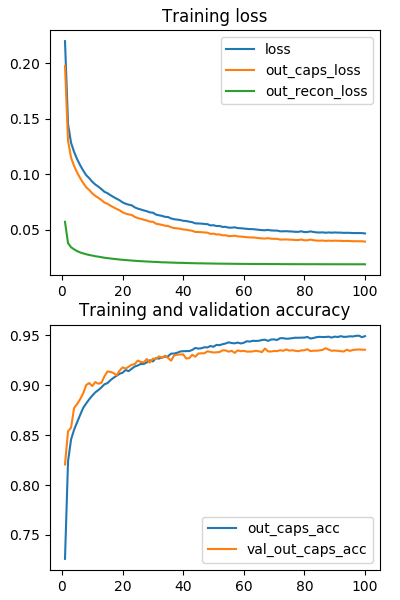 Training loss
loss
out_caps_loss
out_recon_loss
0.20
0.15
0.10
0.05
0 20 40 60 80 100
Training and validation accuracy
0.95
0.90
0.85
0.80
0.75
out_caps_acc
val_out_caps_acc
0 20 40 60 80 100